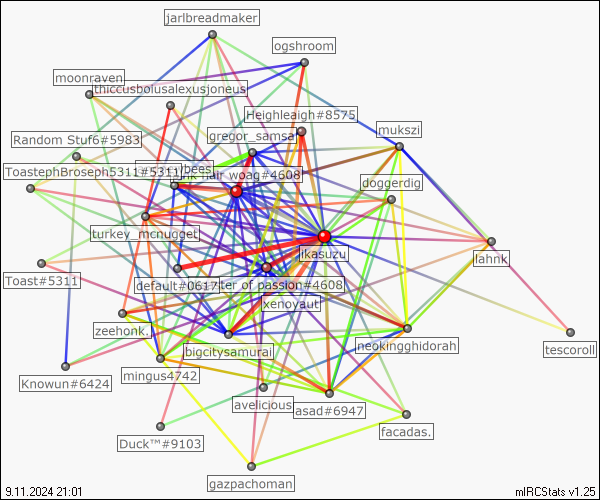 jarlbreadmaker
ogshroom
moonraven
thiccusbolusalexusjoneus
Heighleaigh#8575
mukszi
gregor_samsa
Random Stuf6#5983
bees
ToastephBroseph5311#5311
nk hair woag#4608
doggerdig
turkey_mcnugget
ikasuzu
lahnk
Toast#5311
default#0617
ter of passion#4608
xenoyaut
zeehonk.
bigcitysamurai
neokingghidorah
tescoroll
mingus4742
Knowun#6424
avelicious
asad#6947
facadas.
Duck™#9103
gazpachoman
9.11.2024 21:01
mIRCStats v1.25